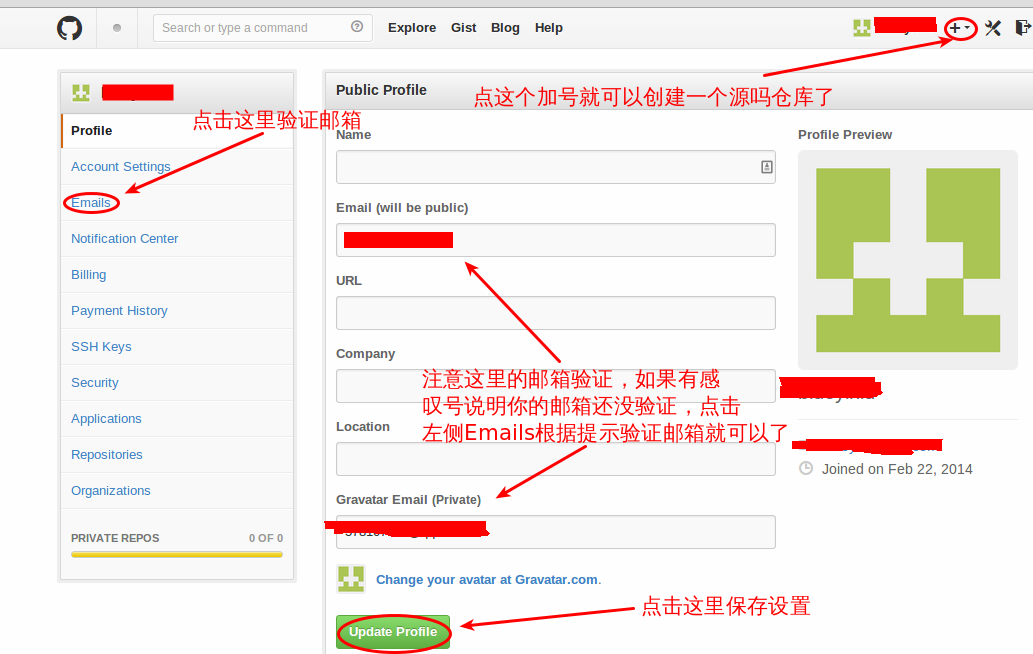 Search or type a command
Explore Gist Blog Help
Public Profile
点这个加号就可以创建一个源吗仓库了
点击这里验证邮箱
Profile
Account Settings
Emails
Notification Center
Billing
Payment History
SSH Keys
Security
Applications
Repositories
Organizations
PRIVATE REPOS 0 OF 0
Name
Email (will be public)
URL
Company
注意这里的邮箱验证，如果有感
叹号说明你的邮箱还没验证，点击
左侧Emails根据提示验证邮箱就可以了
Location
Gravatar Email (Private)
Change your avatar at Gravatar.com.
点击这里保存设置
Update Profile
Profile Preview
Joined on Feb 22, 2014